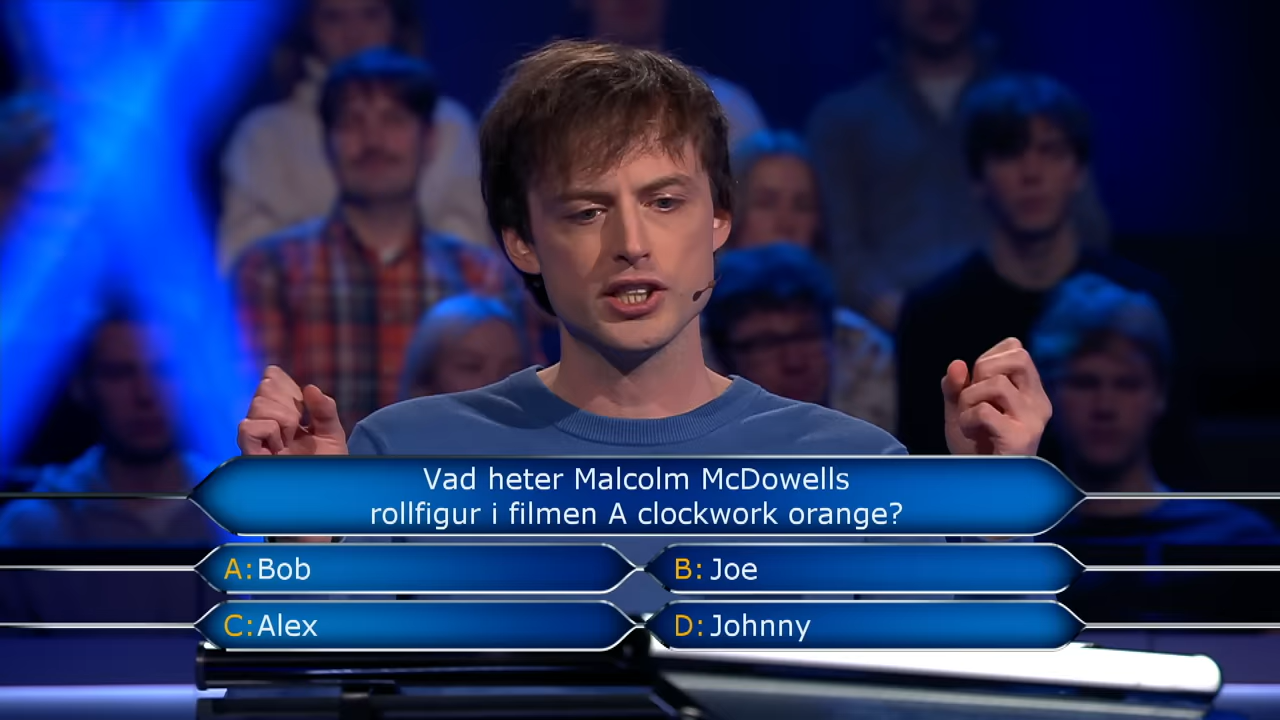 Vad heter Malcolm McDowells
rollfigur i filmen A clockwork orange?
A: Bob
B: Joe
C: Alex
D: Johnny